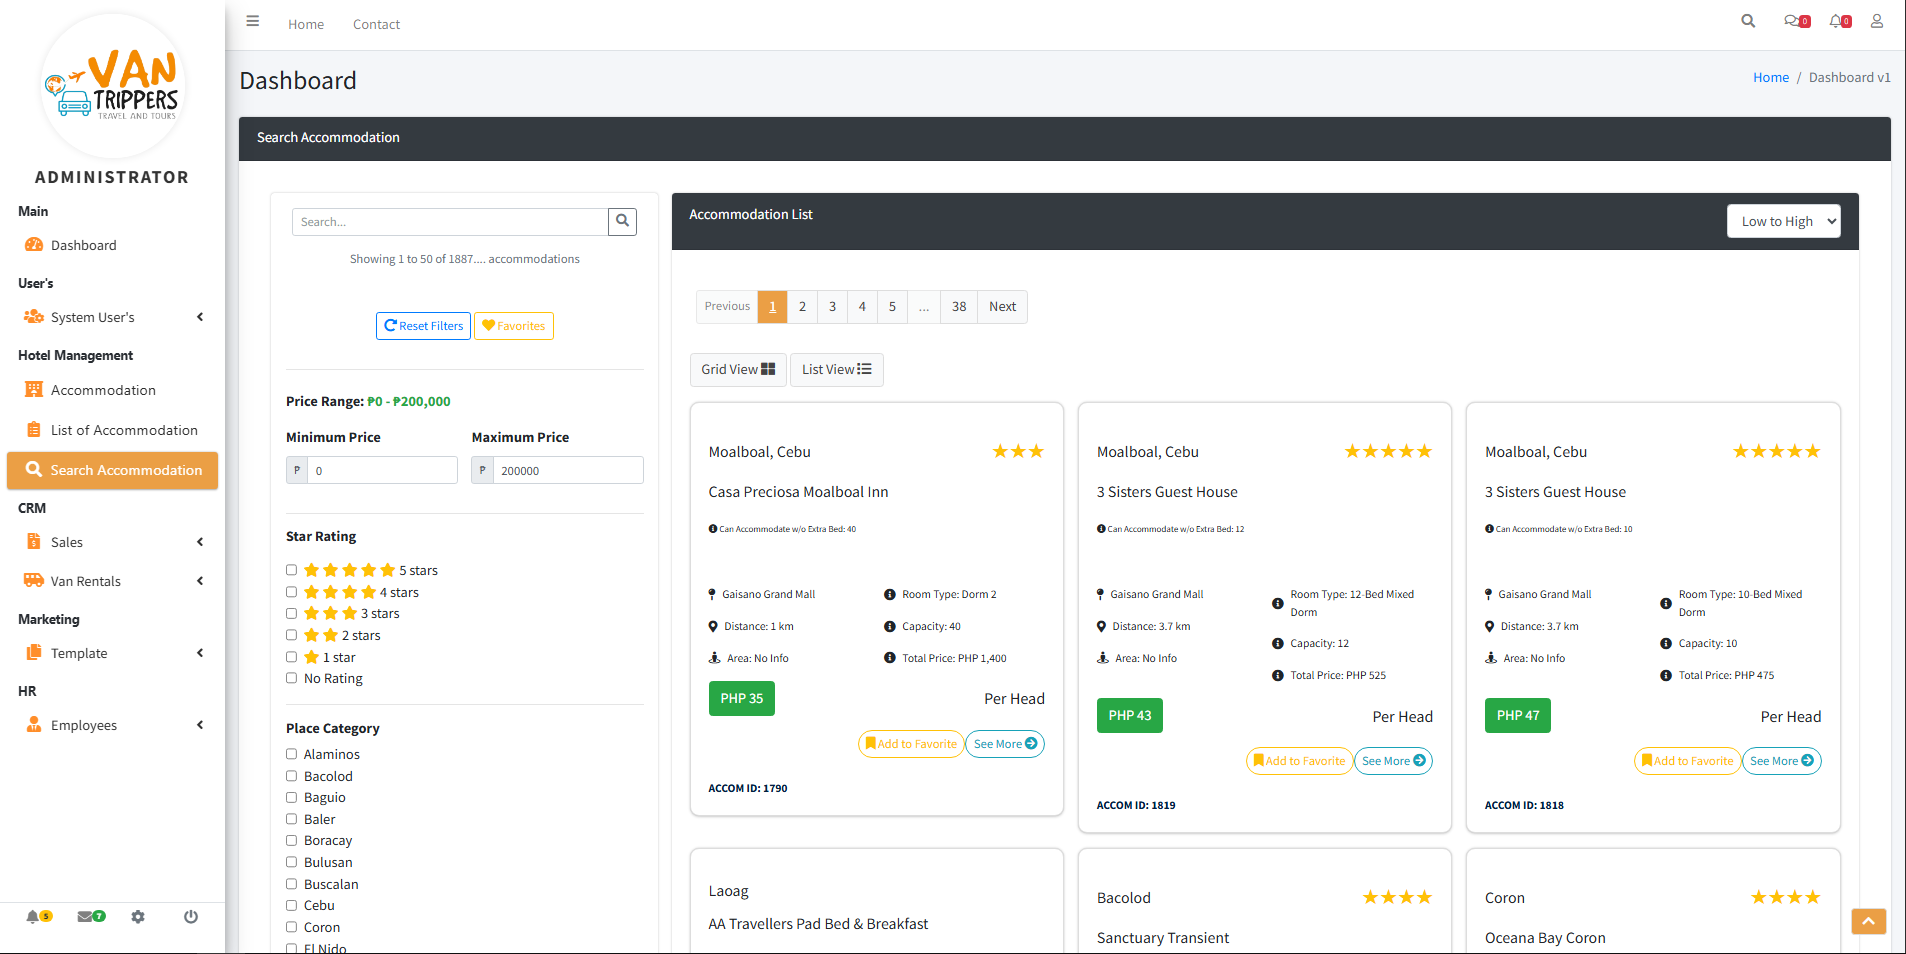 VAN
TRIPPERS
TRAVEL AND TOURS
ADMINISTRATOR
Main
Dashboard
User's
System User's
Hotel Management
Accommodation
List of Accommodation
Search Accommodation
CRM
Sales
Van Rentals
Marketing
Template
HR
Employees
5
7
Home
Contact
0
0
Dashboard
Home / Dashboard v1
Search Accommodation
Search...
Showing 1 to 50 of 1887.... accommodations
Reset Filters
Favorites
Price Range: ₱0 - ₱200,000
Minimum Price
Maximum Price
₱ 0
₱ 200000
Star Rating
5 stars
4 stars
3 stars
2 stars
1 star
No Rating
Place Category
Alaminos
Bacolod
Baguio
Baler
Boracay
Bulusan
Buscalan
Cebu
Coron
El Nido
Accommodation List
Low to High
Previous 1 2 3 4 5 ... 38 Next
Grid View
List View
Moalboal, Cebu
Casa Preciosa Moalboal Inn
Can Accommodate w/o Extra Bed: 40
Gaisano Grand Mall
Distance: 1 km
Area: No Info
Room Type: Dorm 2
Capacity: 40
Total Price: PHP 1,400
PHP 35
Per Head
Add to Favorite
See More
ACCOM ID: 1790
Moalboal, Cebu
3 Sisters Guest House
Can Accommodate w/o Extra Bed: 12
Gaisano Grand Mall
Distance: 3.7 km
Area: No Info
Room Type: 12-Bed Mixed
Dorm
Capacity: 12
Total Price: PHP 525
PHP 43
Per Head
Add to Favorite
See More
ACCOM ID: 1819
Moalboal, Cebu
3 Sisters Guest House
Can Accommodate w/o Extra Bed: 10
Gaisano Grand Mall
Distance: 3.7 km
Area: No Info
Room Type: 10-Bed Mixed
Dorm
Capacity: 10
Total Price: PHP 475
PHP 47
Per Head
Add to Favorite
See More
ACCOM ID: 1818
Laoag
AA Travellers Pad Bed & Breakfast
Bacolod
Sanctuary Transient
Coron
Oceana Bay Coron